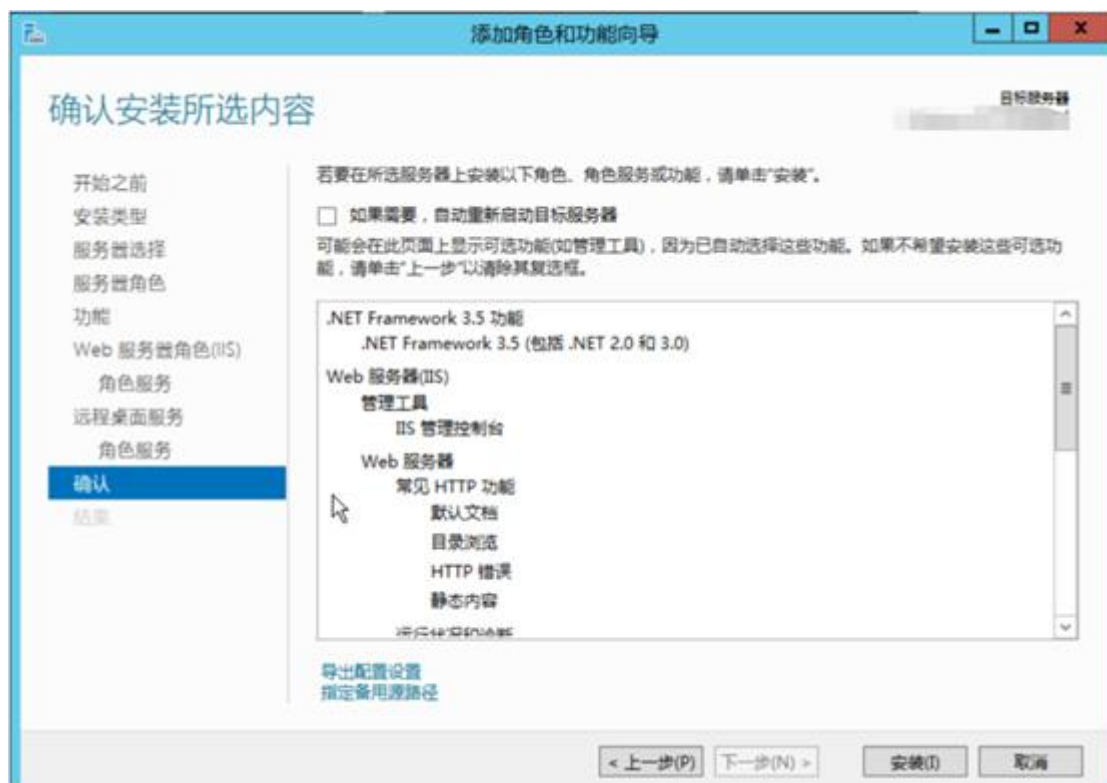 添加角色和功能向导
确认安装所选内容
目标服务器
开始之前
安装类型
服务器选择
服务器角色
功能
Web 服务器角色(IIS)
角色服务
远程桌面服务
角色服务
确认
结果
若要在所选服务器上安装以下角色、角色服务或功能，请单击"安装"。
如果需要，自动重新启动目标服务器
可能会在此页面上显示可选功能(如管理工具)，因为已自动选择这些功能。如果不希望安装这些可选功
能，请单击"上一步"以清除其复选框。
.NET Framework 3.5 功能
.NET Framework 3.5 (包括 .NET 2.0 和 3.0)
Web 服务器(IIS)
管理工具
IIS 管理控制台
Web 服务器
常见 HTTP 功能
默认文档
目录浏览
HTTP 错误
静态内容
运行状况和诊断
导出配置设置
指定备用源路径
< 上一步(P)
下一步(N) >
安装(I)
取消